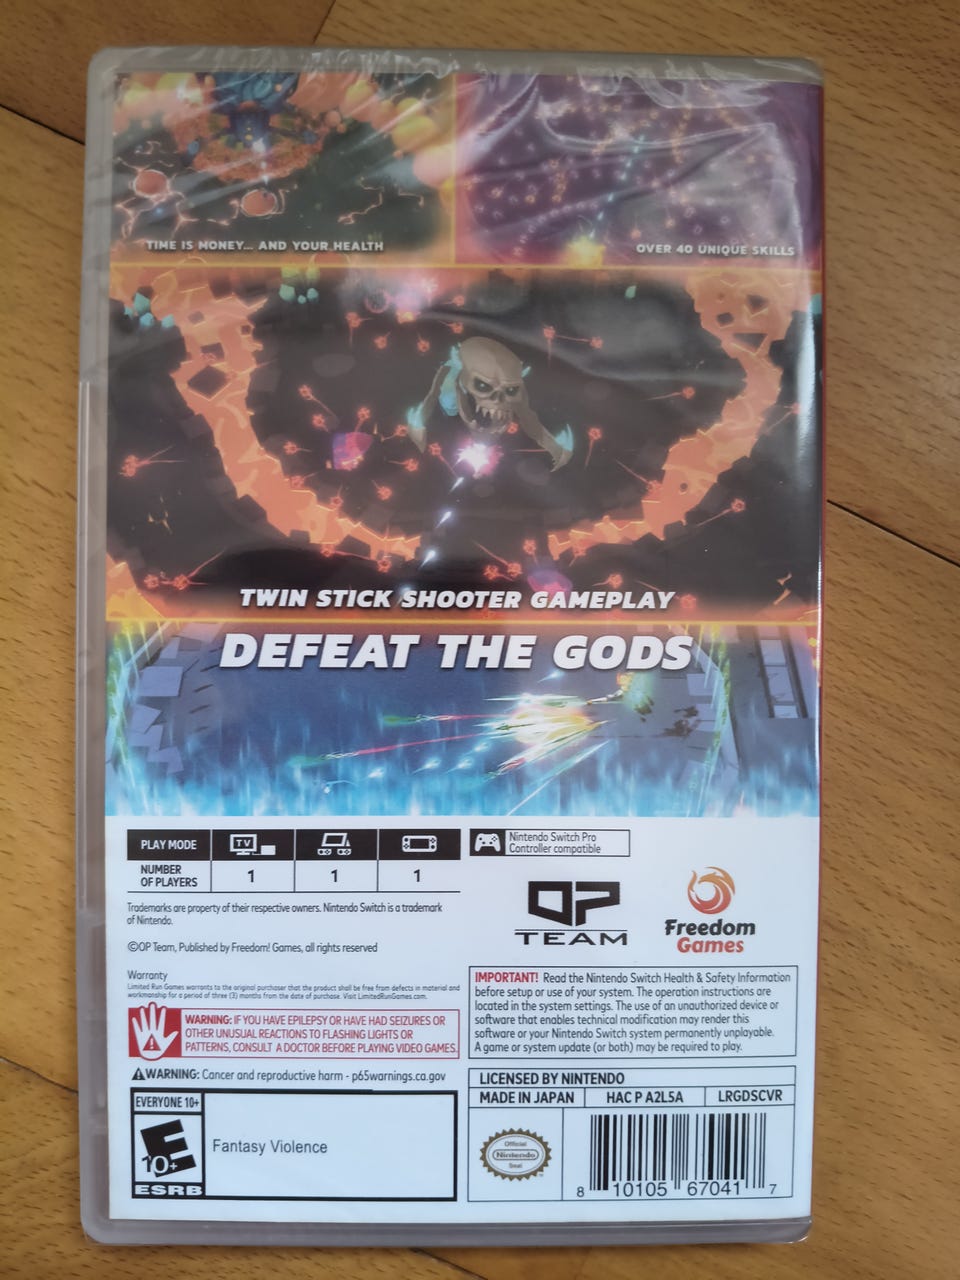 TIME IS MONEY... AND YOUR HEALTH
OVER 40 UNIQUE SKILLS
TWIN STICK SHOOTER GAMEPLAY
DEFEAT THE GODS
PLAY MODE
TV
NUMBER
OF PLAYERS
1
1
1
Nintendo Switch Pro
Controller compatible
Trademarks are property of their respective owners. Nintendo Switch is a trademark
of Nintendo.
©OP Team, Published by Freedom! Games, all rights reserved
OP
TEAM
Freedom
Games
Warranty
Limited Run Games warrants to the original purchaser that the product shall be free from defects in material and
workmanship for a period of three (3) months from the date of purchase. Visit LimitedRunGames.com.
WARNING: IF YOU HAVE EPILEPSY OR HAVE HAD SEIZURES OR
OTHER UNUSUAL REACTIONS TO FLASHING LIGHTS OR
PATTERNS, CONSULT A DOCTOR BEFORE PLAYING VIDEO GAMES.
WARNING: Cancer and reproductive harm - p65warnings.ca.gov
IMPORTANT! Read the Nintendo Switch Health & Safety Information
before setup or use of your system. The operation instructions are
located in the system settings. The use of an unauthorized device or
software that enables technical modification may render this
software or your Nintendo Switch system permanently unplayable.
A game or system update (or both) may be required to play.
EVERYONE 10+
E
10+
ESRB
Fantasy Violence
LICENSED BY NINTENDO
MADE IN JAPAN
HAC P A2L5A
LRGDSCVR
Official
Nintendo
Seal
8 10105 67041 7